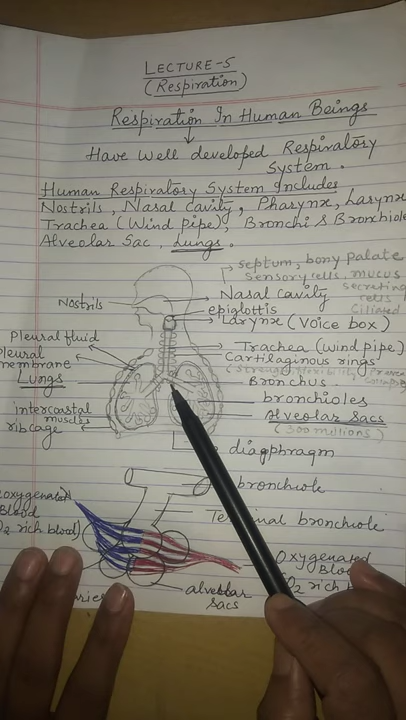 LECTURE-5
(Respiration)
Respiration In Human Beings
Have Well developed Respiratory
System.
Human Respiratory System Includes
Nostrils, Nasal Cavity, Pharynx, Larynx
Trachea (Wind pipe), Bronchi & Bronchiole
Alveolar Sac, Lungs.
septum, bony palate
Sensory cells, mucus
secreting
cells
Ciliated
Nostrils
Nasal cavity
epiglottis
Larynx (Voice box)
Pleural fluid
Trachea (wind pipe)
Pleural
membrane
Cartilaginous rings
Lungs
Bronchus
bronchioles
intercostal
muscles
Alveolar Sacs
(300 millions)
ribcage
diagphragm
bronchiole
Blood
Terminal bronchiole
O2 rich blood)
Oxygenated
Blood
O2 rich
alveolar
Sacs